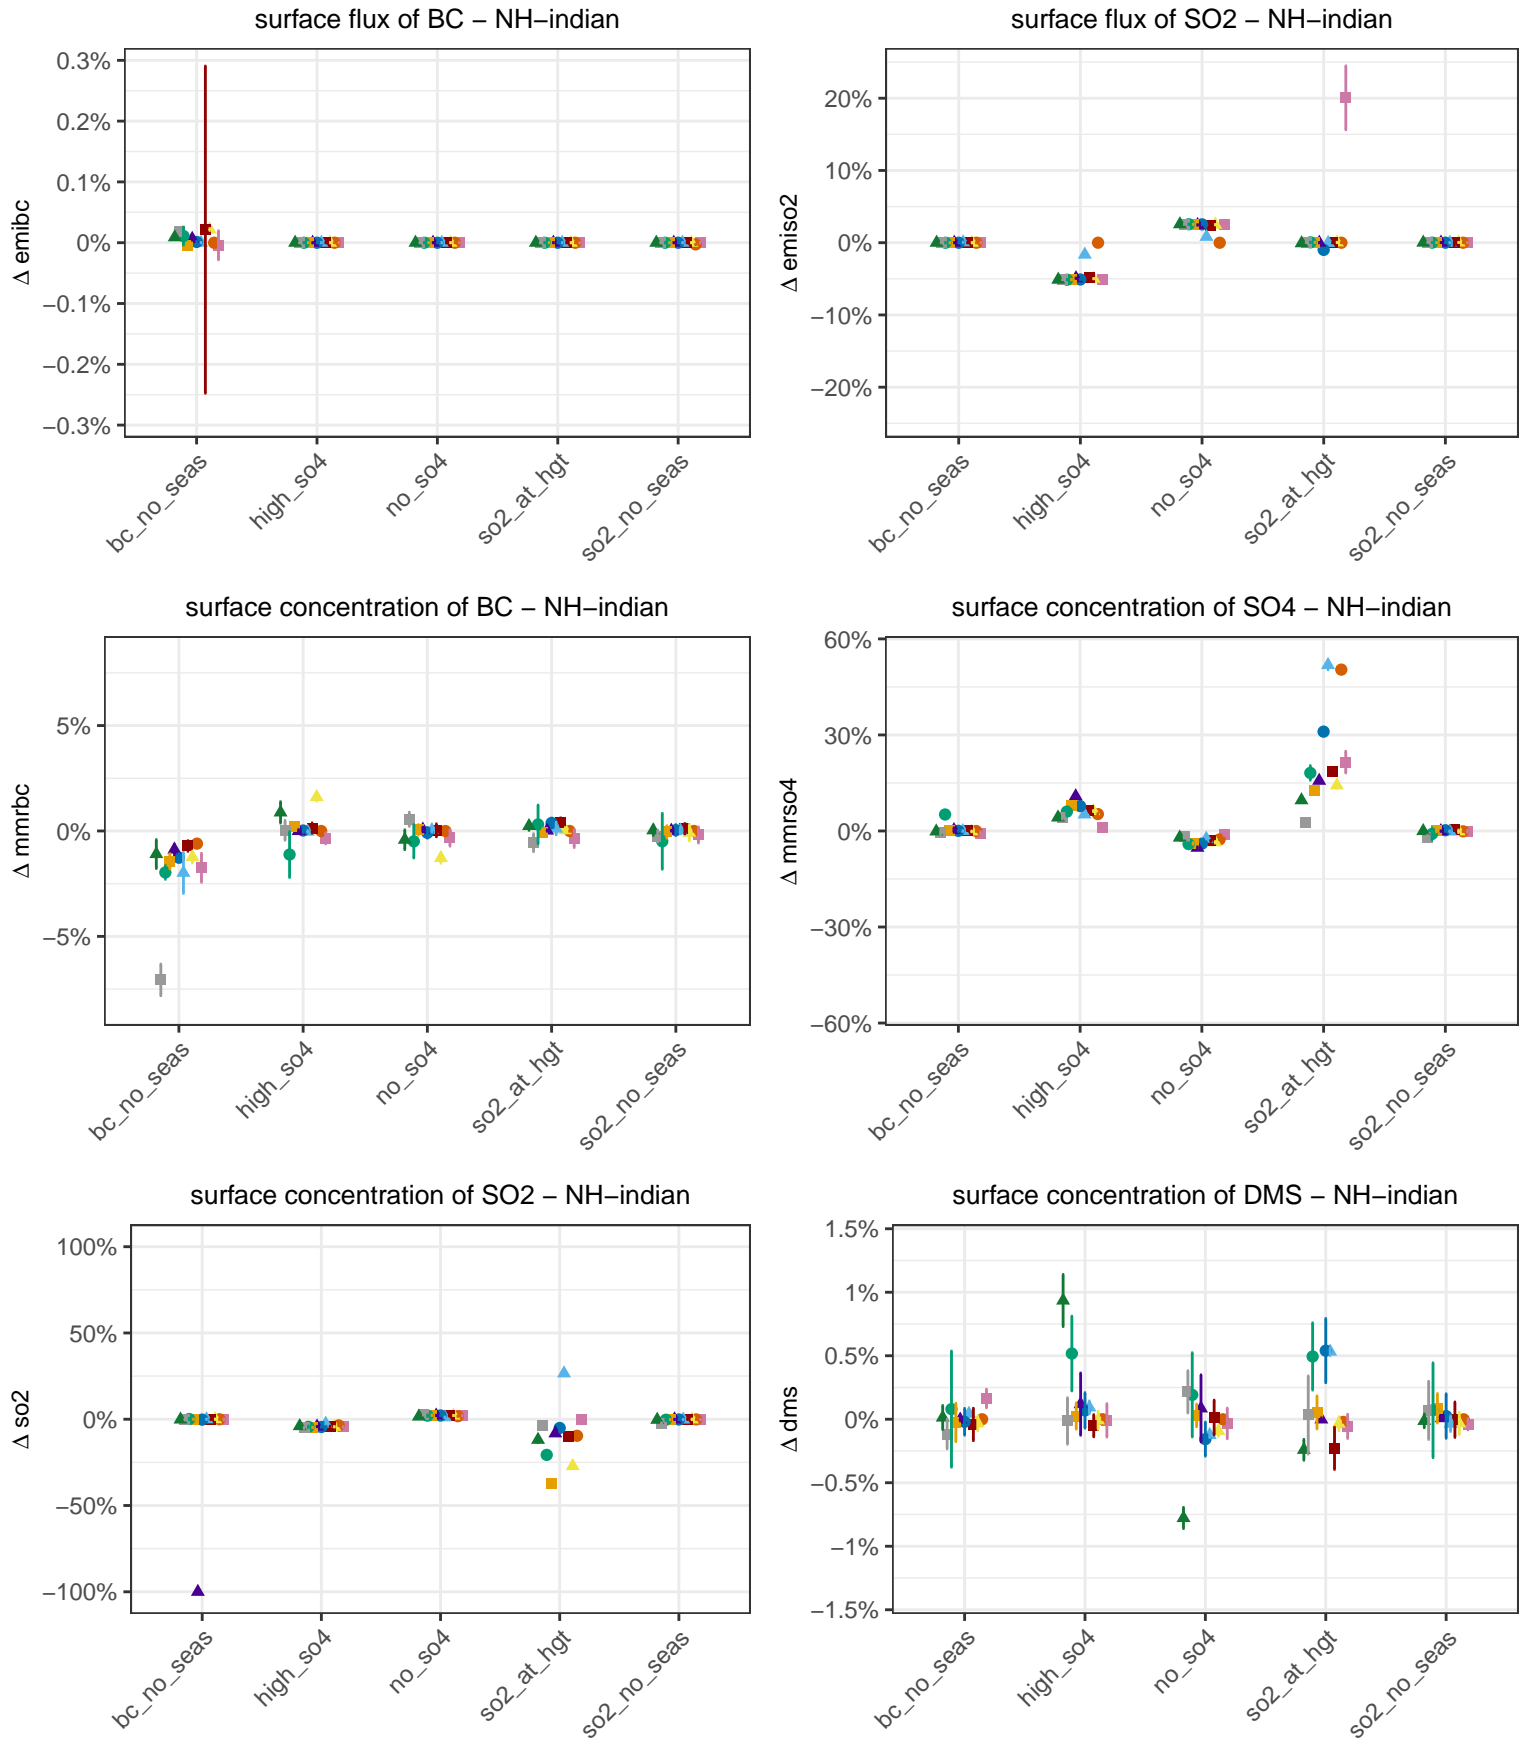 surface flux of BC − NH−indian
Δ emibc
0.3%
0.2%
0.1%
0%
−0.1%
−0.2%
−0.3%
bc_no_seas
high_so4
no_so4
so2_at_hgt
so2_no_seas
surface flux of SO2 − NH−indian
Δ emiso2
20%
10%
0%
−10%
−20%
bc_no_seas
high_so4
no_so4
so2_at_hgt
so2_no_seas
surface concentration of BC − NH−indian
Δ mmrbc
5%
0%
−5%
bc_no_seas
high_so4
no_so4
so2_at_hgt
so2_no_seas
surface concentration of SO4 − NH−indian
Δ mmrso4
60%
30%
0%
−30%
−60%
bc_no_seas
high_so4
no_so4
so2_at_hgt
so2_no_seas
surface concentration of SO2 − NH−indian
Δ so2
100%
50%
0%
−50%
−100%
bc_no_seas
high_so4
no_so4
so2_at_hgt
so2_no_seas
surface concentration of DMS − NH−indian
Δ dms
1.5%
1%
0.5%
0%
−0.5%
−1%
−1.5%
bc_no_seas
high_so4
no_so4
so2_at_hgt
so2_no_seas